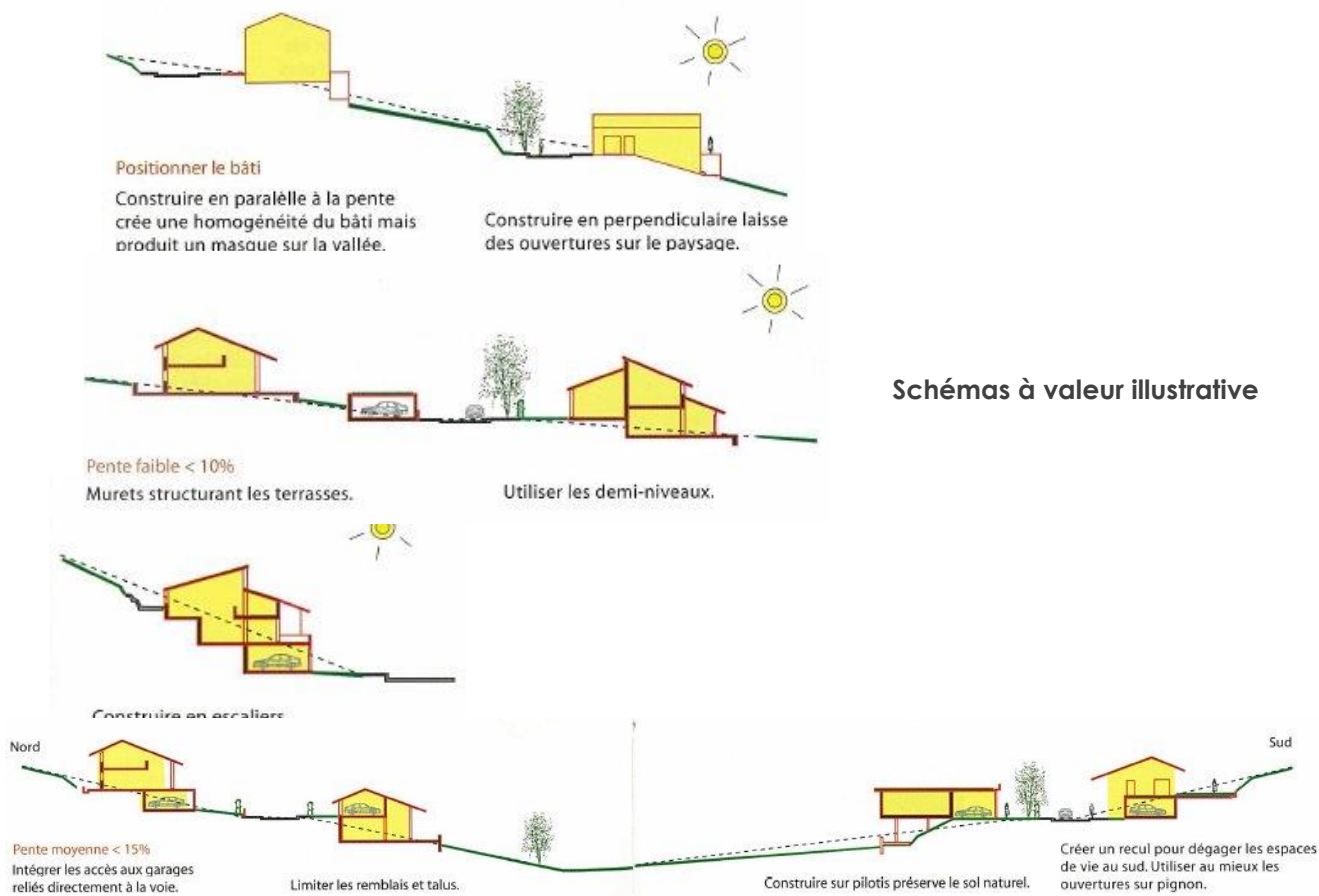 Positionner le bâti
Construire en paralèlle à la pente
crée une homogénéité du bâti mais
produit un masque sur la vallée.
Construire en perpendiculaire laisse
des ouvertures sur le paysage.
Schémas à valeur illustrative
Pente faible < 10%
Murets structurant les terrasses.
Utiliser les demi-niveaux.
Construire en escaliers
Nord
Sud
Pente moyenne < 15%
Intégrer les accès aux garages
reliés directement à la voie.
Limiter les remblais et talus.
Construire sur pilotis préserve le sol naturel.
Créer un recul pour dégager les espaces
de vie au sud. Utiliser au mieux les
ouvertures sur pignon.